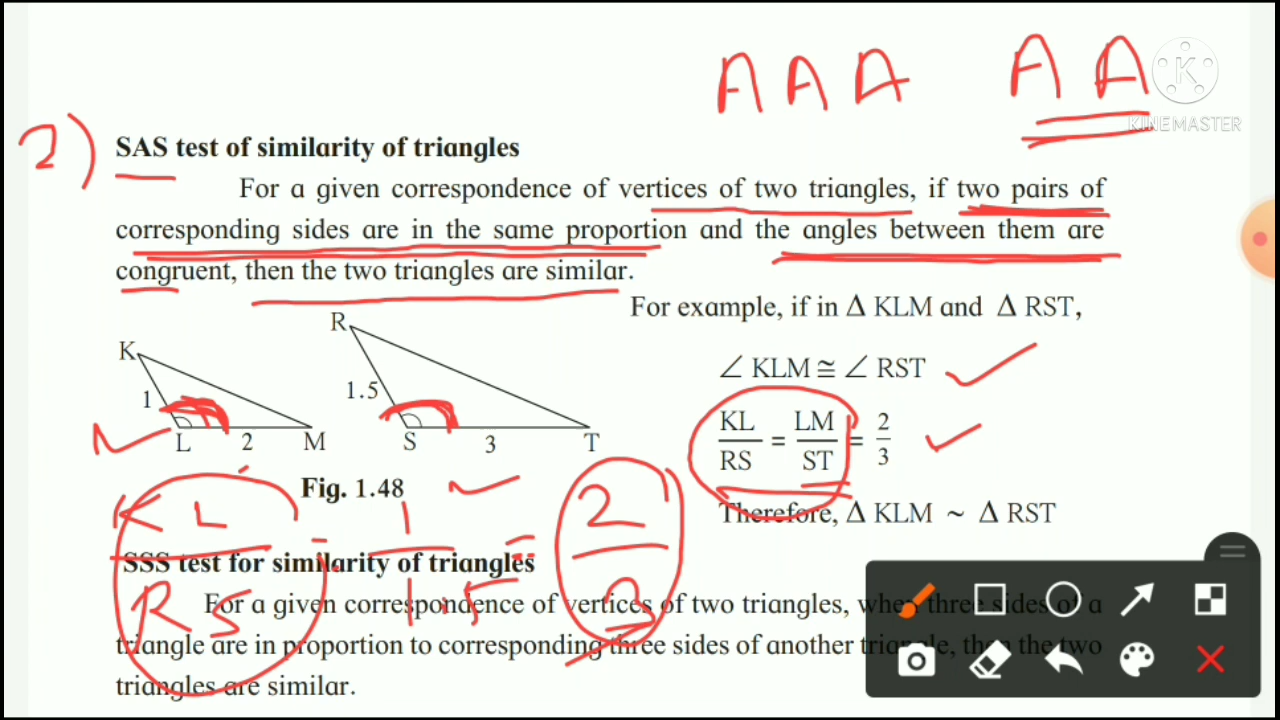 A A A A A
KINEMASTER
2)
SAS test of similarity of triangles
For a given correspondence of vertices of two triangles, if two pairs of
corresponding sides are in the same proportion and the angles between them are
congruent, then the two triangles are similar.
For example, if in Δ KLM and Δ RST,
∠ KLM ≅ ∠ RST
KL/RS = LM/ST = 2/3
Therefore, Δ KLM ~ Δ RST
K
1
L
2
M
R
1.5
S
3
T
Fig. 1.48
KL/RS = 1/1.5 = 2/3
SSS test for similarity of triangles
For a given correspondence of vertices of two triangles, when three sides of a
triangle are in proportion to corresponding three sides of another triangle, then the two
triangles are similar.